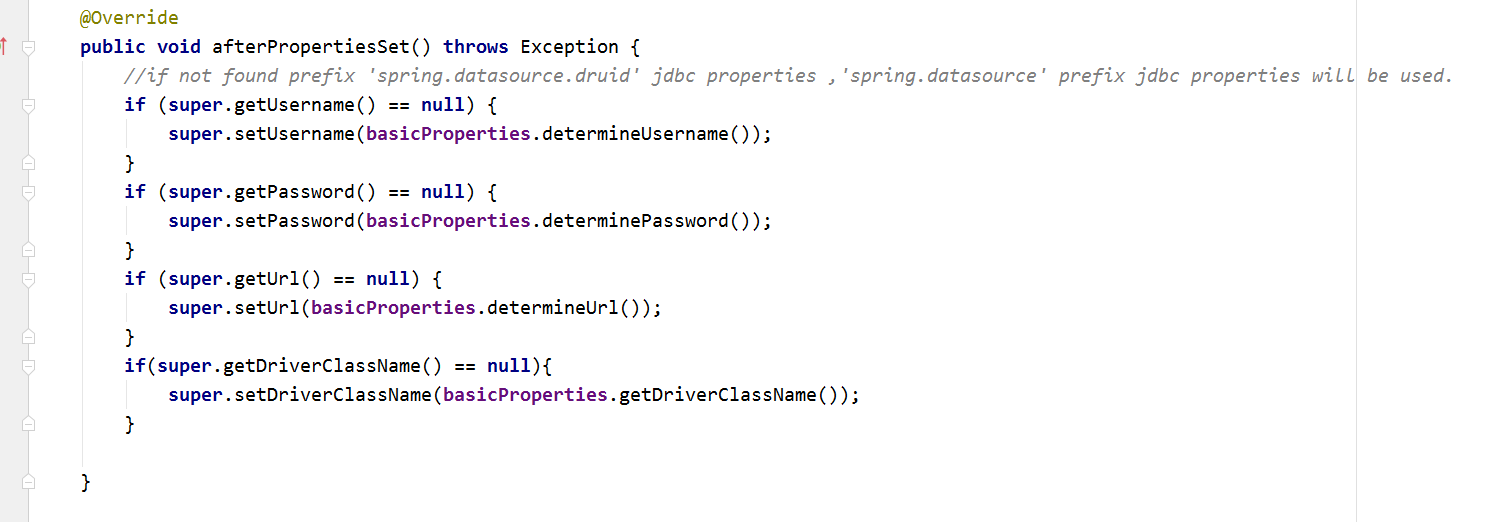 @Override
public void afterPropertiesSet() throws Exception {
//if not found prefix 'spring.datasource.druid' jdbc properties ,'spring.datasource' prefix jdbc properties will be used.
if (super.getUsername() == null) {
super.setUsername(basicProperties.determineUsername());
}
if (super.getPassword() == null) {
super.setPassword(basicProperties.determinePassword());
}
if (super.getUrl() == null) {
super.setUrl(basicProperties.determineUrl());
}
if(super.getDriverClassName() == null){
super.setDriverClassName(basicProperties.getDriverClassName());
}
}